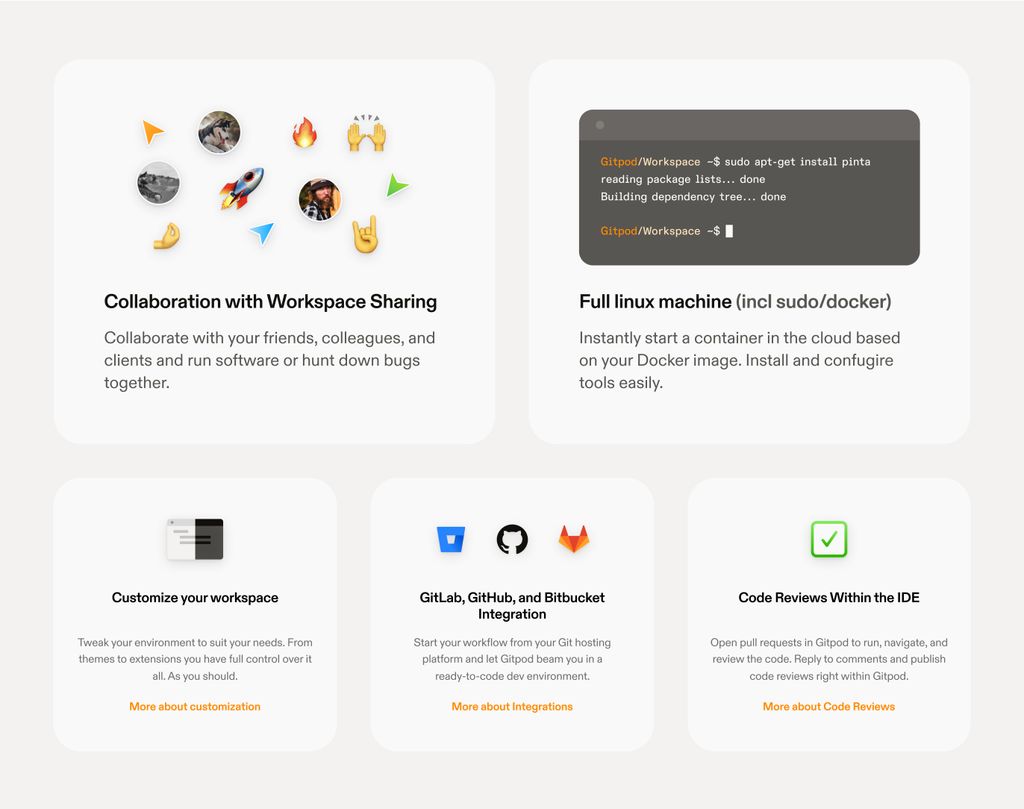 Gitpod/Workspace ~$ sudo apt-get install pinta
reading package lists... done
Building dependency tree... done
Gitpod/Workspace ~$
Collaboration with Workspace Sharing
Collaborate with your friends, colleagues, and
clients and run software or hunt down bugs
together.
Full linux machine (incl sudo/docker)
Instantly start a container in the cloud based
on your Docker image. Install and confugire
tools easily.
Customize your workspace
Tweak your environment to suit your needs. From
themes to extensions you have full control over it
all. As you should.
More about customization
GitLab, GitHub, and Bitbucket
Integration
Start your workflow from your Git hosting
platform and let Gitpod beam you in a
ready-to-code dev environment.
More about Integrations
Code Reviews Within the IDE
Open pull requests in Gitpod to run, navigate, and
review the code. Reply to comments and publish
code reviews right within Gitpod.
More about Code Reviews